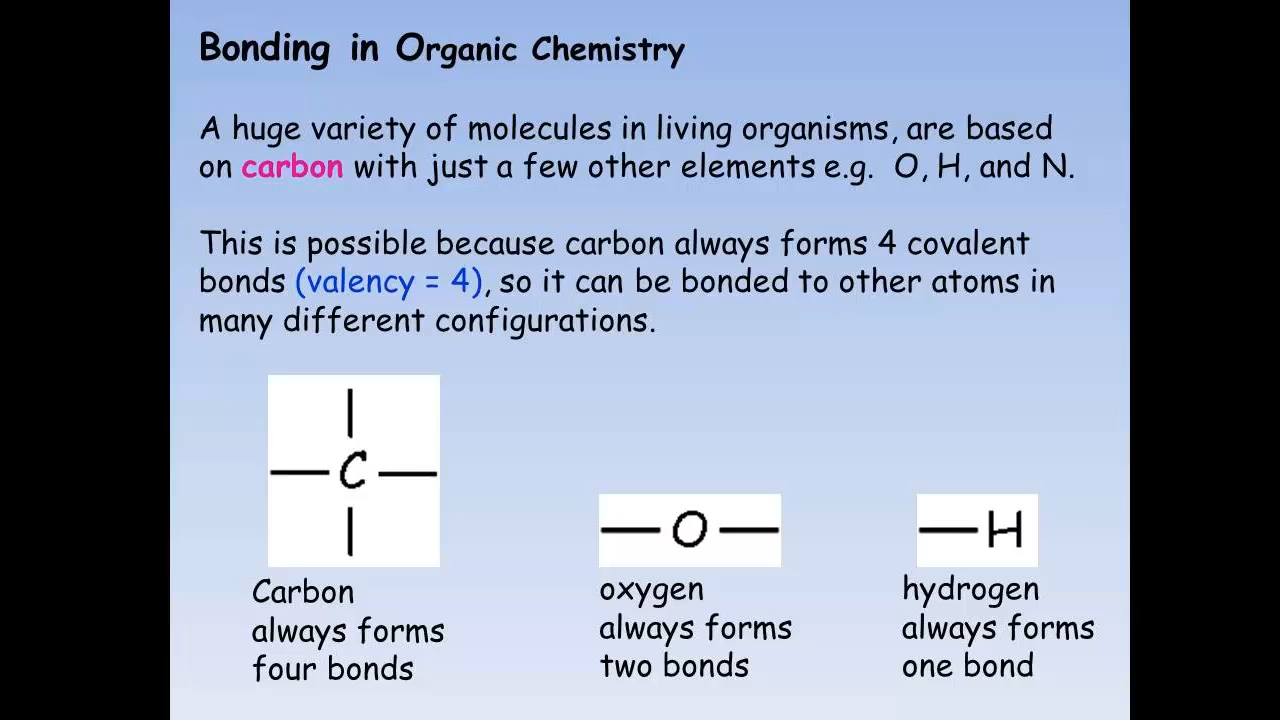 Bonding in Organic Chemistry
A huge variety of molecules in living organisms, are based
on carbon with just a few other elements e.g. O, H, and N.
This is possible because carbon always forms 4 covalent
bonds (valency = 4), so it can be bonded to other atoms in
many different configurations.
C
O
H
Carbon
always forms
four bonds
oxygen
always forms
two bonds
hydrogen
always forms
one bond